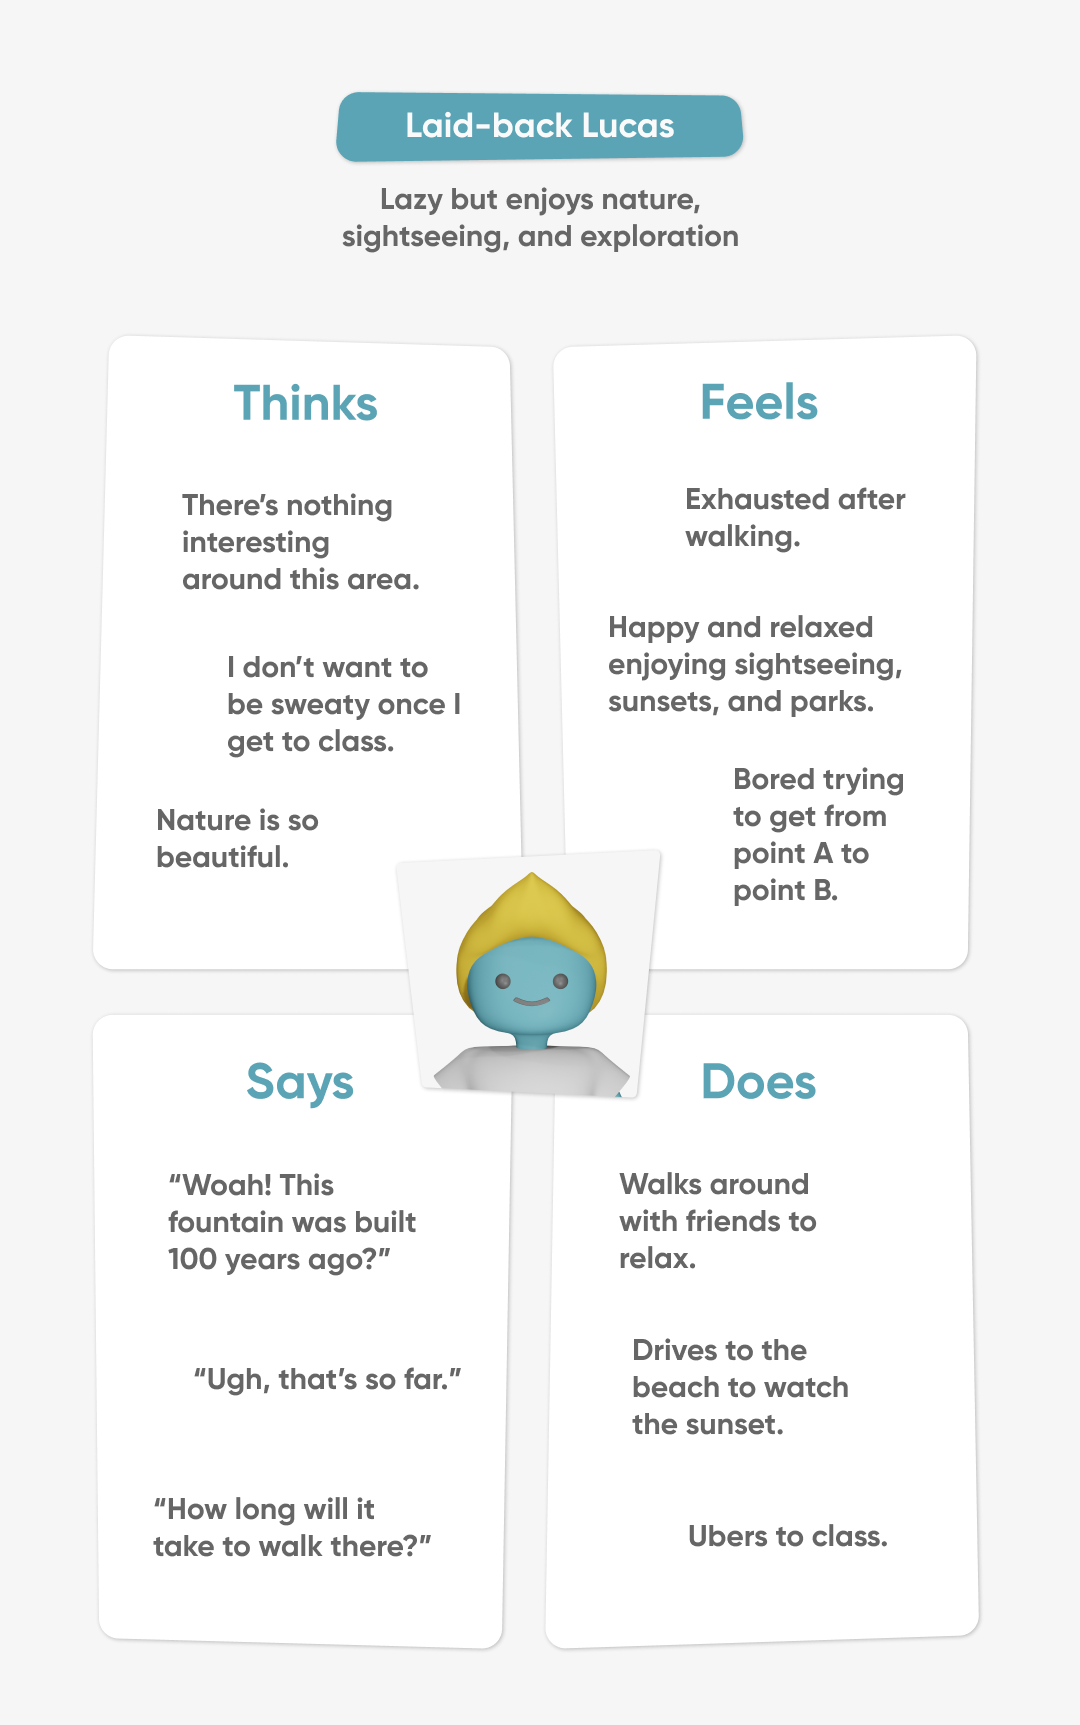 Laid-back Lucas
Lazy but enjoys nature,
sightseeing, and exploration
Thinks
There’s nothing
interesting
around this area.
I don’t want to
be sweaty once I
get to class.
Nature is so
beautiful.
Feels
Exhausted after
walking.
Happy and relaxed
enjoying sightseeing,
sunsets, and parks.
Bored trying
to get from
point A to
point B.
Says
“Woah! This
fountain was built
100 years ago?”
“Ugh, that’s so far.”
“How long will it
take to walk there?”
Does
Walks around
with friends to
relax.
Drives to the
beach to watch
the sunset.
Ubers to class.